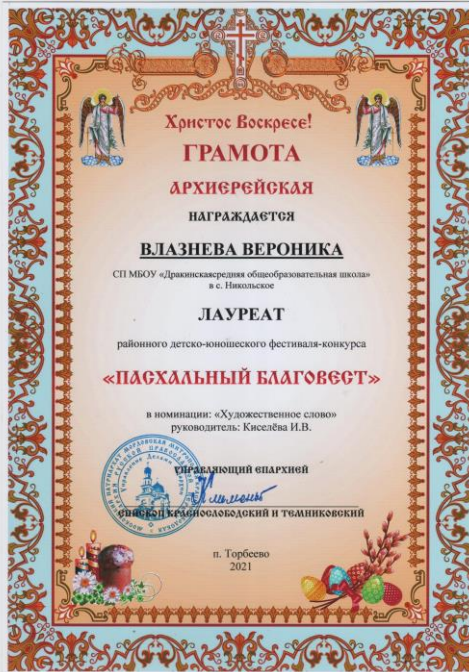 Христос Воскресе!
ГРАМОТА
АРХИЕРЕЙСКАЯ
НАГРАЖДАЕТСЯ
ВЛАЗНЕВА ВЕРОНИКА
СП МБОУ «Дракинскаясредняя общеобразовательная школа»
в с. Никольское
ЛАУРЕАТ
районного детско-юношеского фестиваля-конкурса
«ПАСХАЛЬНЫЙ БЛАГОВЕСТ»
в номинации: «Художественное слово»
руководитель: Киселёва И.В.
УПРАВЛЯЮЩИЙ ЕПАРХИЕЙ
ЕПИСКОП КРАСНОСЛОБОДСКИЙ И ТЕМНИКОВСКИЙ
п. Торбеево
2021